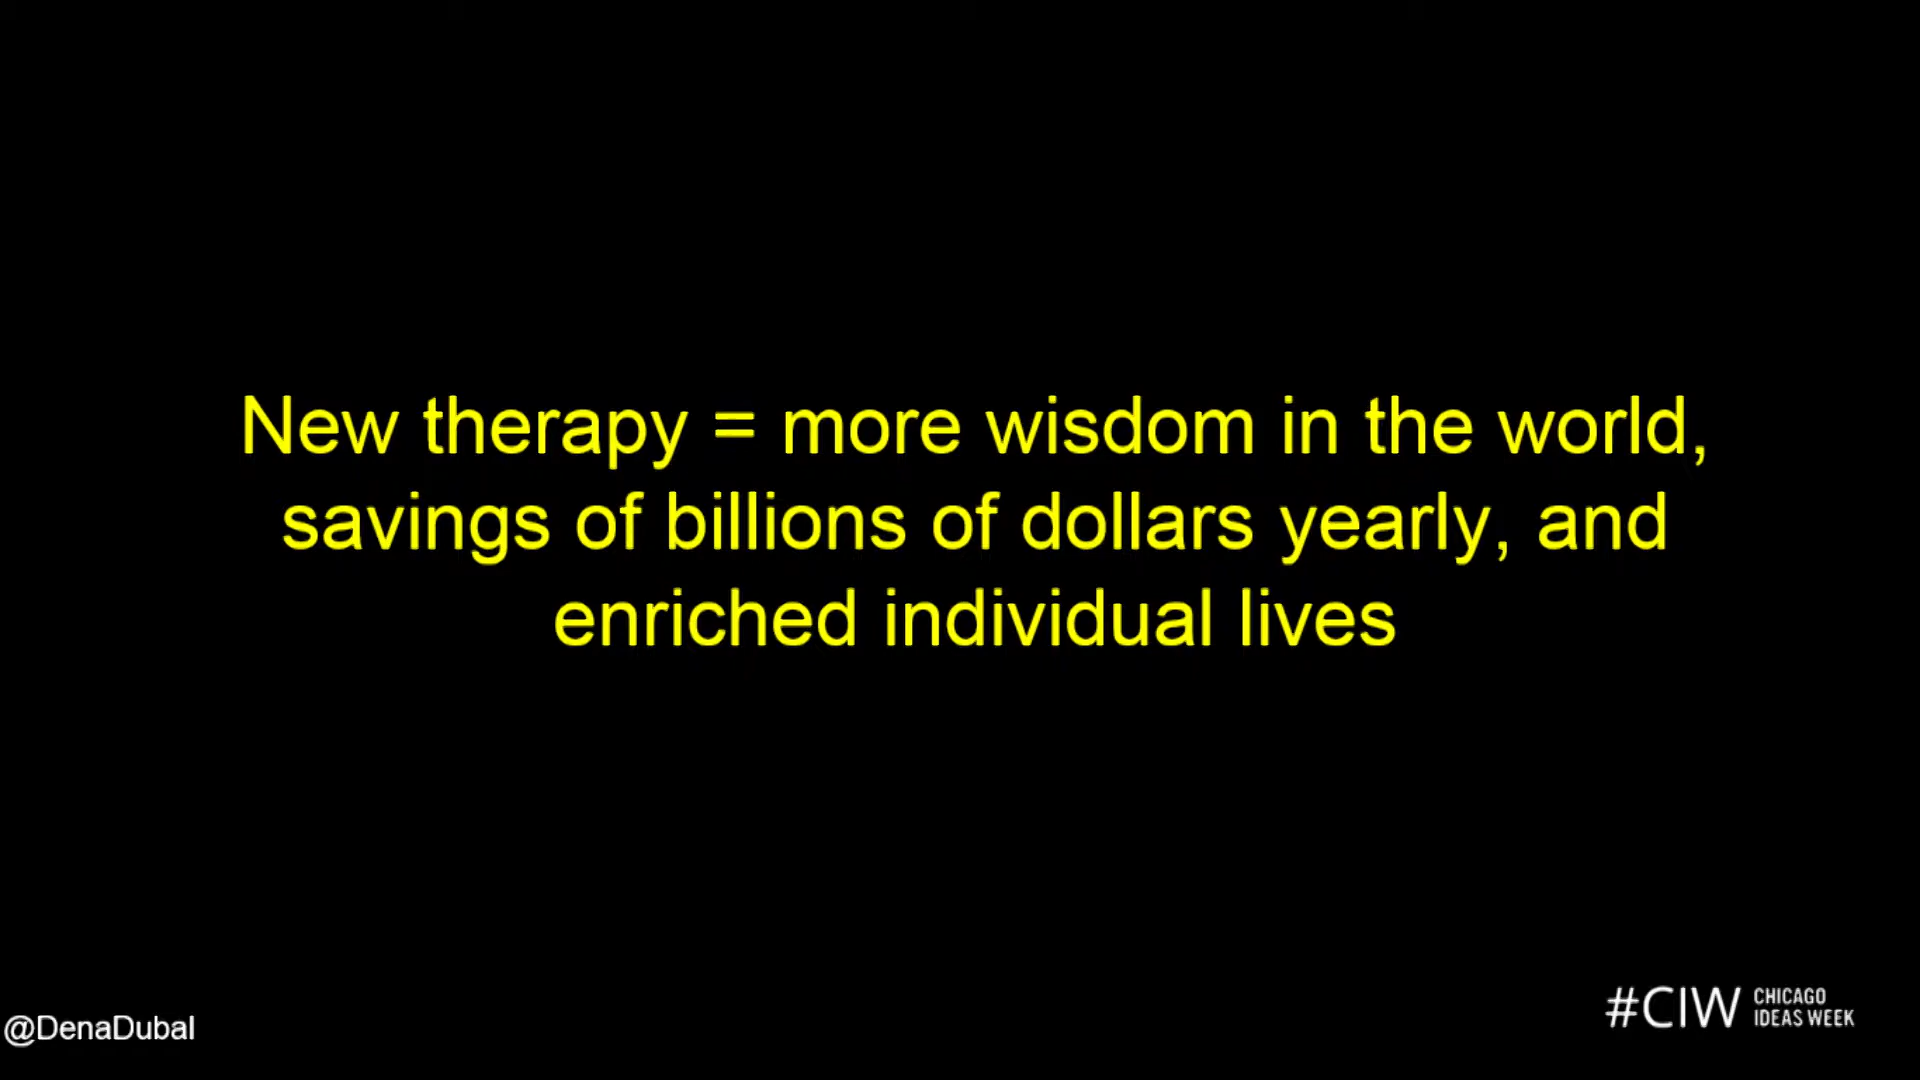 New therapy = more wisdom in the world,
savings of billions of dollars yearly, and
enriched individual lives
@DenaDubal
#CIW CHICAGO
IDEAS WEEK